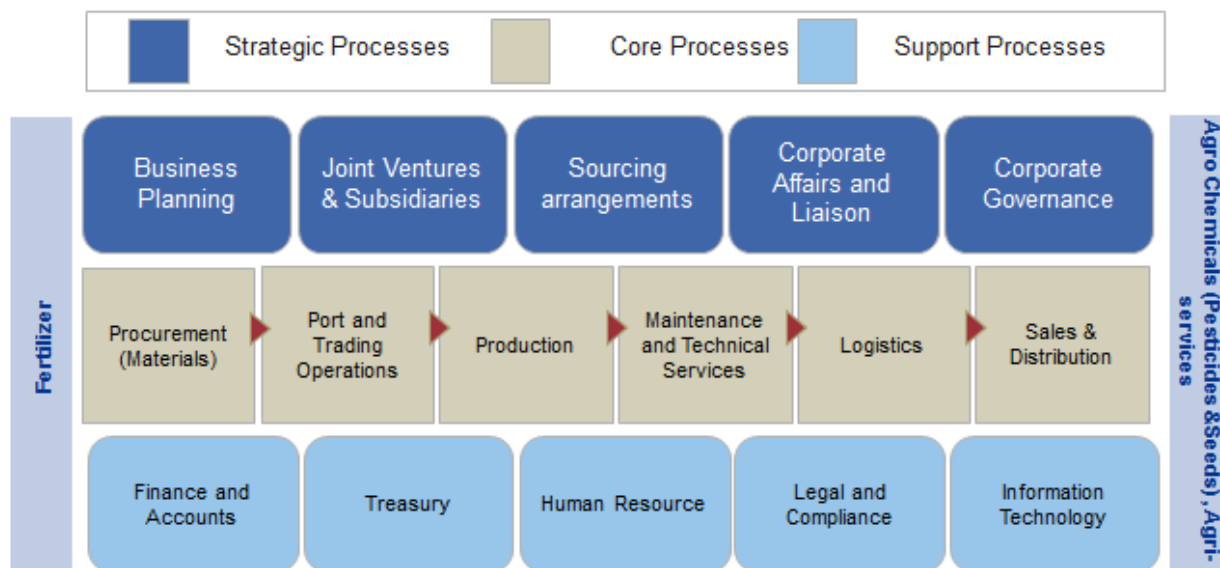 Strategic Processes
Core Processes
Support Processes
Fertilizer
Business
Planning
Joint Ventures
& Subsidiaries
Sourcing
arrangements
Corporate
Affairs and
Liaison
Corporate
Governance
Procurement
(Materials)
Port and
Trading
Operations
Production
Maintenance
and Technical
Services
Logistics
Sales &
Distribution
Finance and
Accounts
Treasury
Human Resource
Legal and
Compliance
Information
Technology
Agro Chemicals (Pesticides &Seeds) , Agri-
services